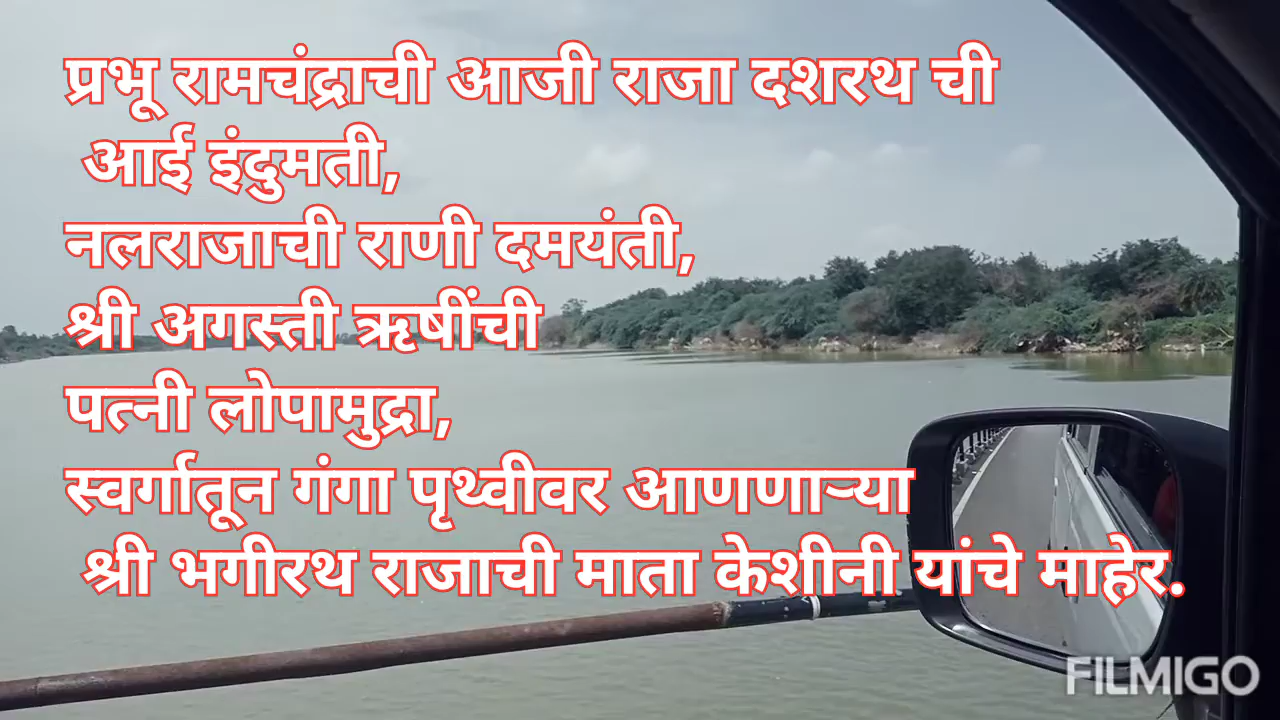 प्रभू रामचंद्राची आजी राजा दशरथ ची
आई इंदुमती,
नलराजाची राणी दमयंती,
श्री अगस्ती ऋषींची
पत्नी लोपामुद्रा,
स्वर्गातून गंगा पृथ्वीवर आणणाऱ्या
श्री भगीरथ राजाची माता केशीनी यांचे माहेर.
FILMIGO